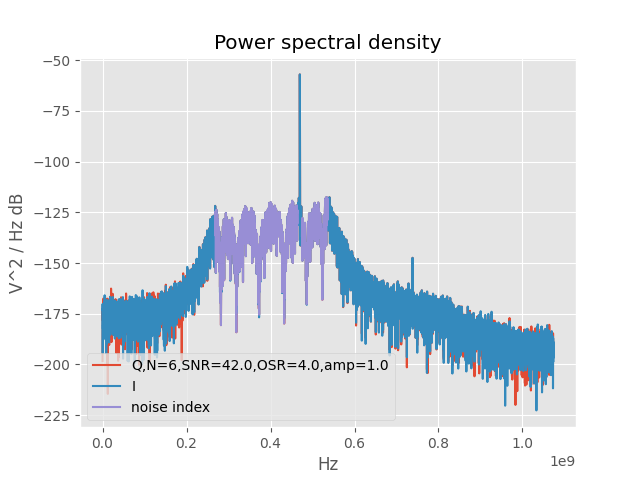 Power spectral density
V^2 / Hz dB
−50
−75
−100
−125
−150
−175
−200
−225
Q,N=6,SNR=42.0,OSR=4.0,amp=1.0
I
noise index
0.0 0.2 0.4 0.6 0.8 1.0
Hz
1e9